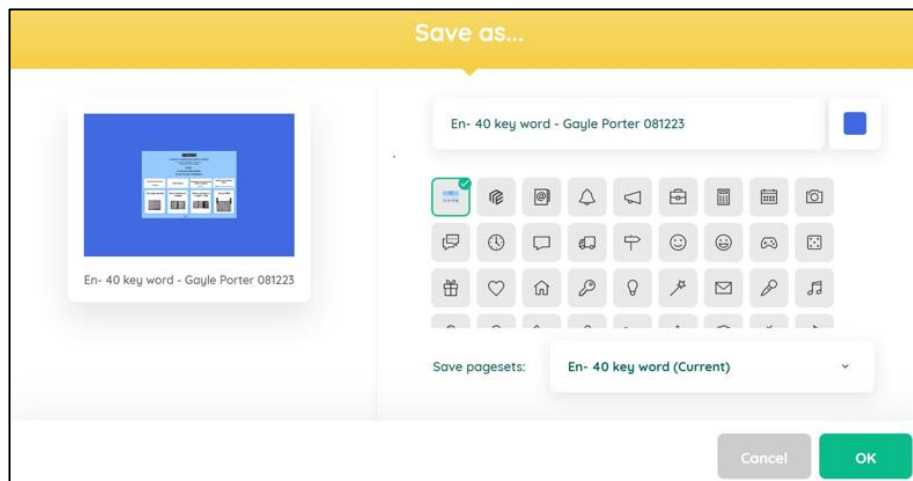 Save as...
En- 40 key word - Gayle Porter 081223
En- 40 key word - Gayle Porter 081223
Save pagesets:
En- 40 key word (Current)
Cancel
OK